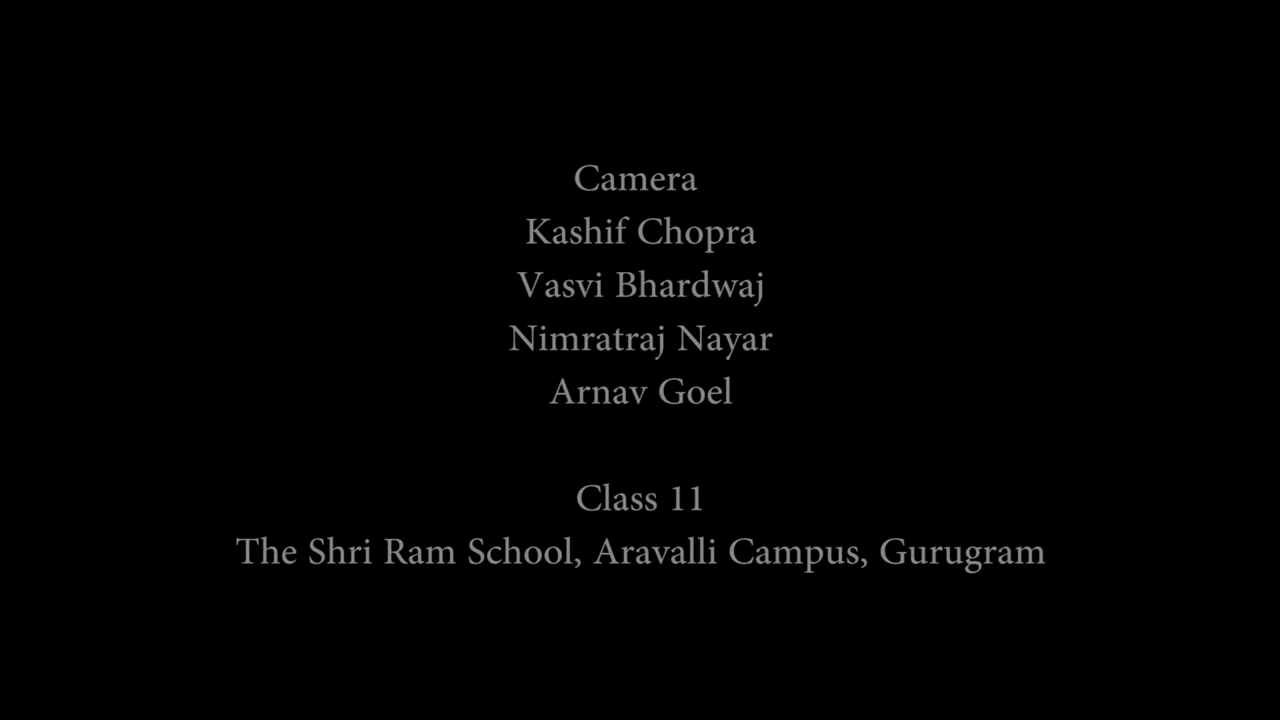 Camera
Kashif Chopra
Vasvi Bhardwaj
Nimratraj Nayar
Arnav Goel
Class 11
The Shri Ram School, Aravalli Campus, Gurugram